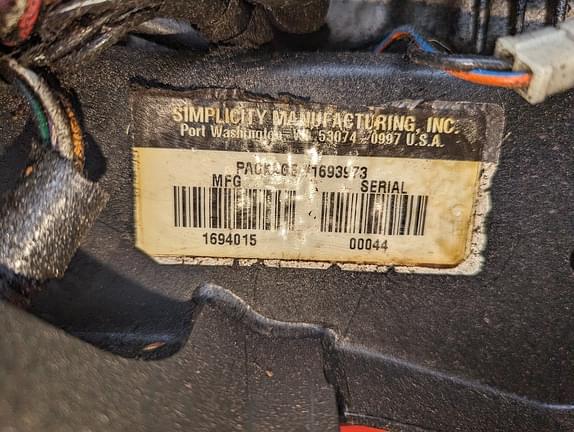 SIMPLICITY MANUFACTURING, INC.
Port Washington, WI, 53074-0997 U.S.A.
PACKAGE #1693973
MFG SERIAL
1694015 00044